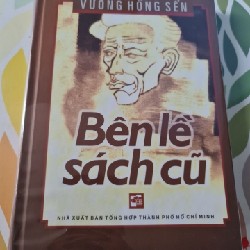 VƯƠNG HỒNG SỂN
Bên lề
sách cũ
NHÀ XUẤT BẢN TỔNG HỢP THÀNH PHỐ HỒ CHÍ MINH